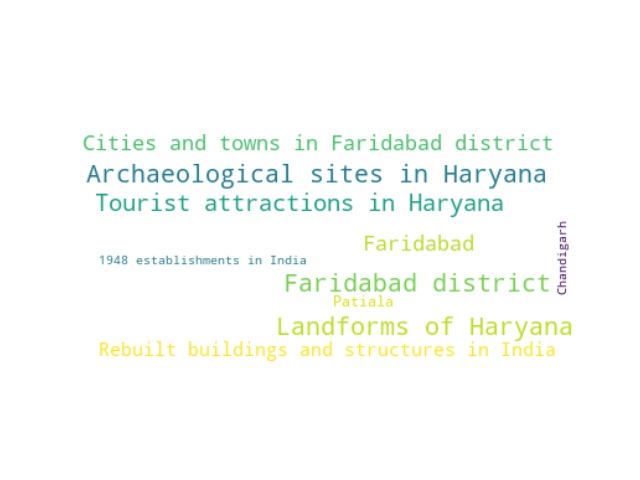 Cities and towns in Faridabad district
Archaeological sites in Haryana
Tourist attractions in Haryana
Faridabad
Chandigarh
1948 establishments in India
Faridabad district
Patiala
Landforms of Haryana
Rebuilt buildings and structures in India